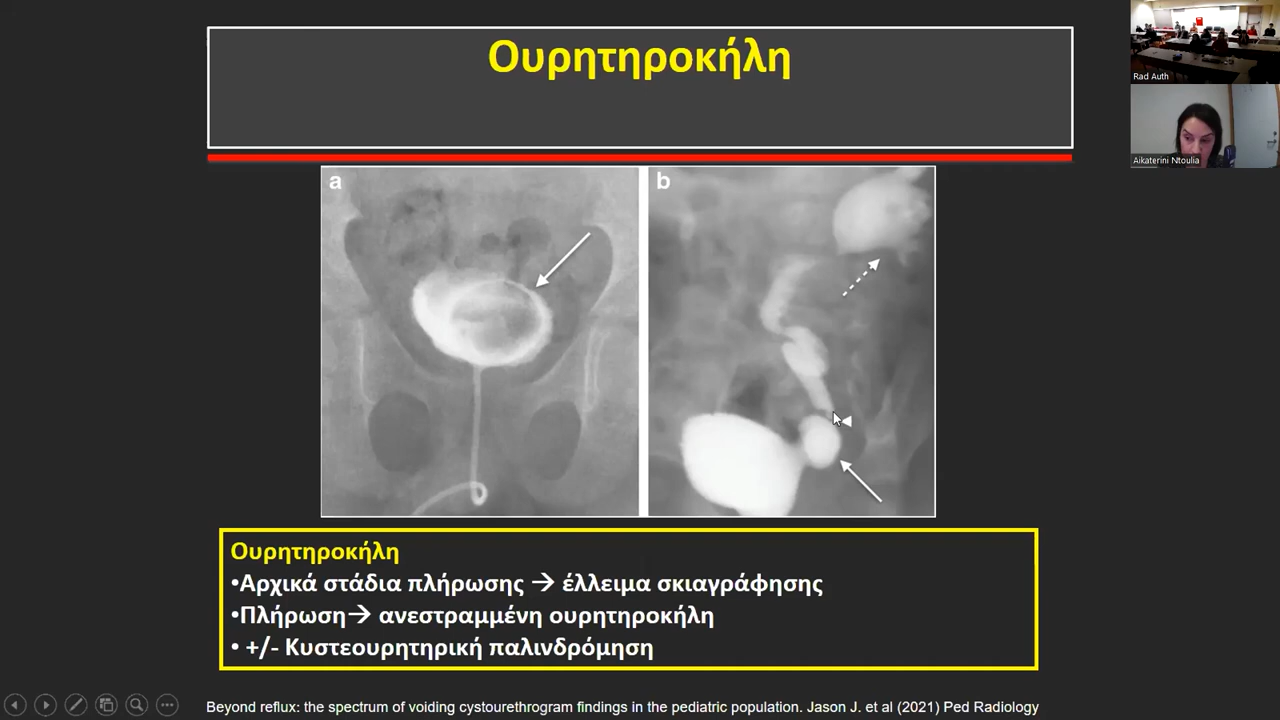 Ουρητηροκήλη
Rad Auth
Aikaterini Ntoulia
a
b
Ουρητηροκήλη
•Αρχικά στάδια πλήρωσης → έλλειμα σκιαγράφησης
•Πλήρωση→ ανεστραμμένη ουρητηροκήλη
• +/- Κυστεουρητηρική παλινδρόμηση
Beyond reflux: the spectrum of voiding cystourethrogram findings in the pediatric population. Jason J. et al (2021) Ped Radiology